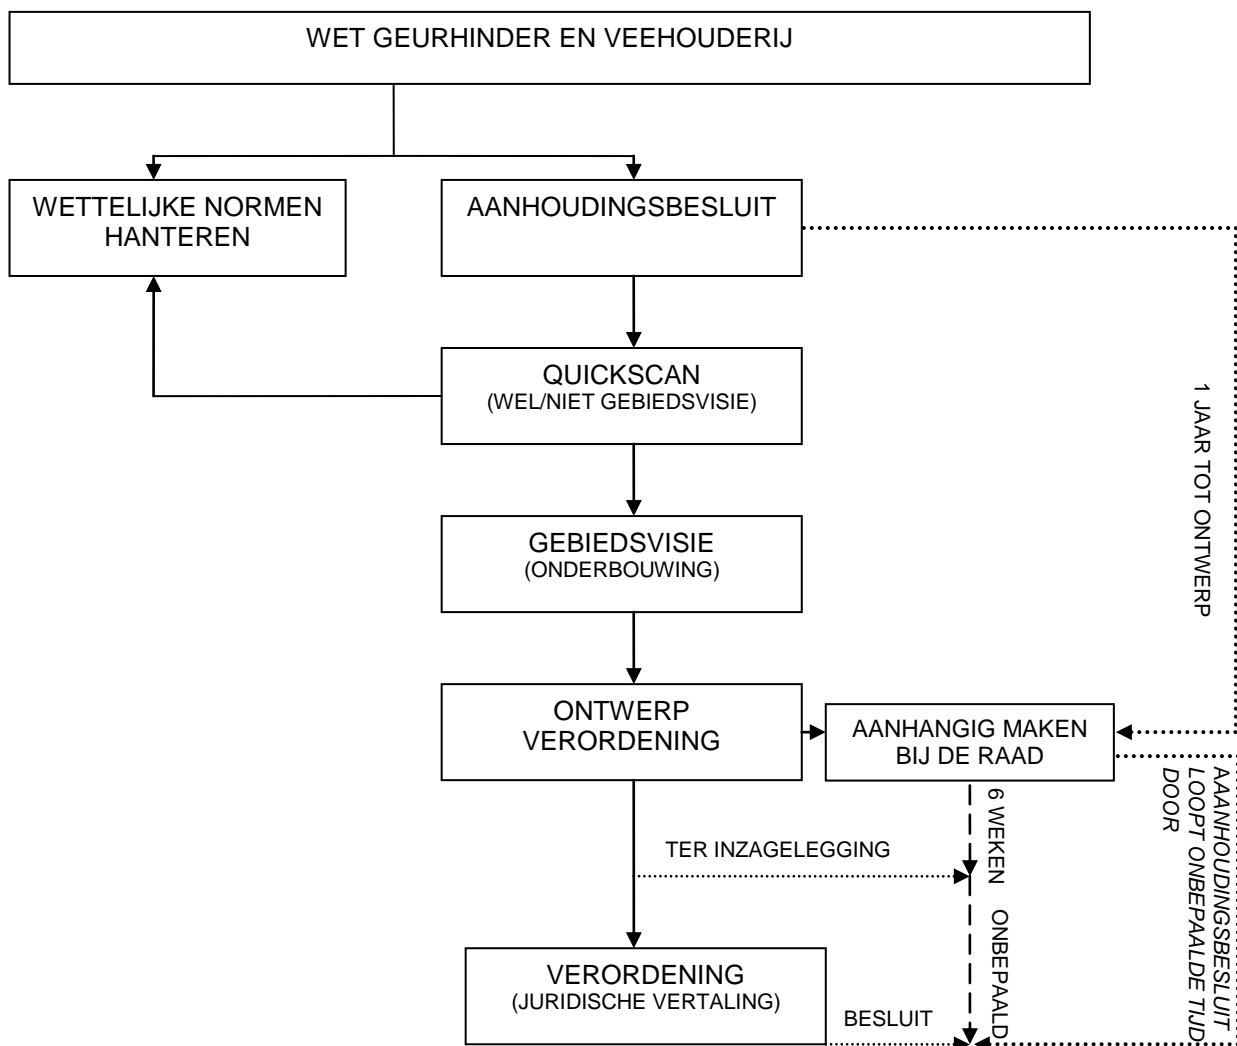 WET GEURHINDER EN VEEHOUDERIJ
WETTELIJKE NORMEN
HANTEREN
AANHOUDINGSBESLUIT
QUICKSCAN
(WEL/NIET GEBIEDSVISIE)
1 JAAR TOT ONTWERP
GEBIEDSVISIE
(ONDERBOUWING)
ONTWERP
VERORDENING
AANHANGIG MAKEN
BIJ DE RAAD
AAANHOUDINGSBESLUIT
LOOPT ONBEPAALDE TIJD
DOOR
6 WEKEN
TER INZAGELEGGING
ONBEPAALD
VERORDENING
(JURIDISCHE VERTALING)
BESLUIT